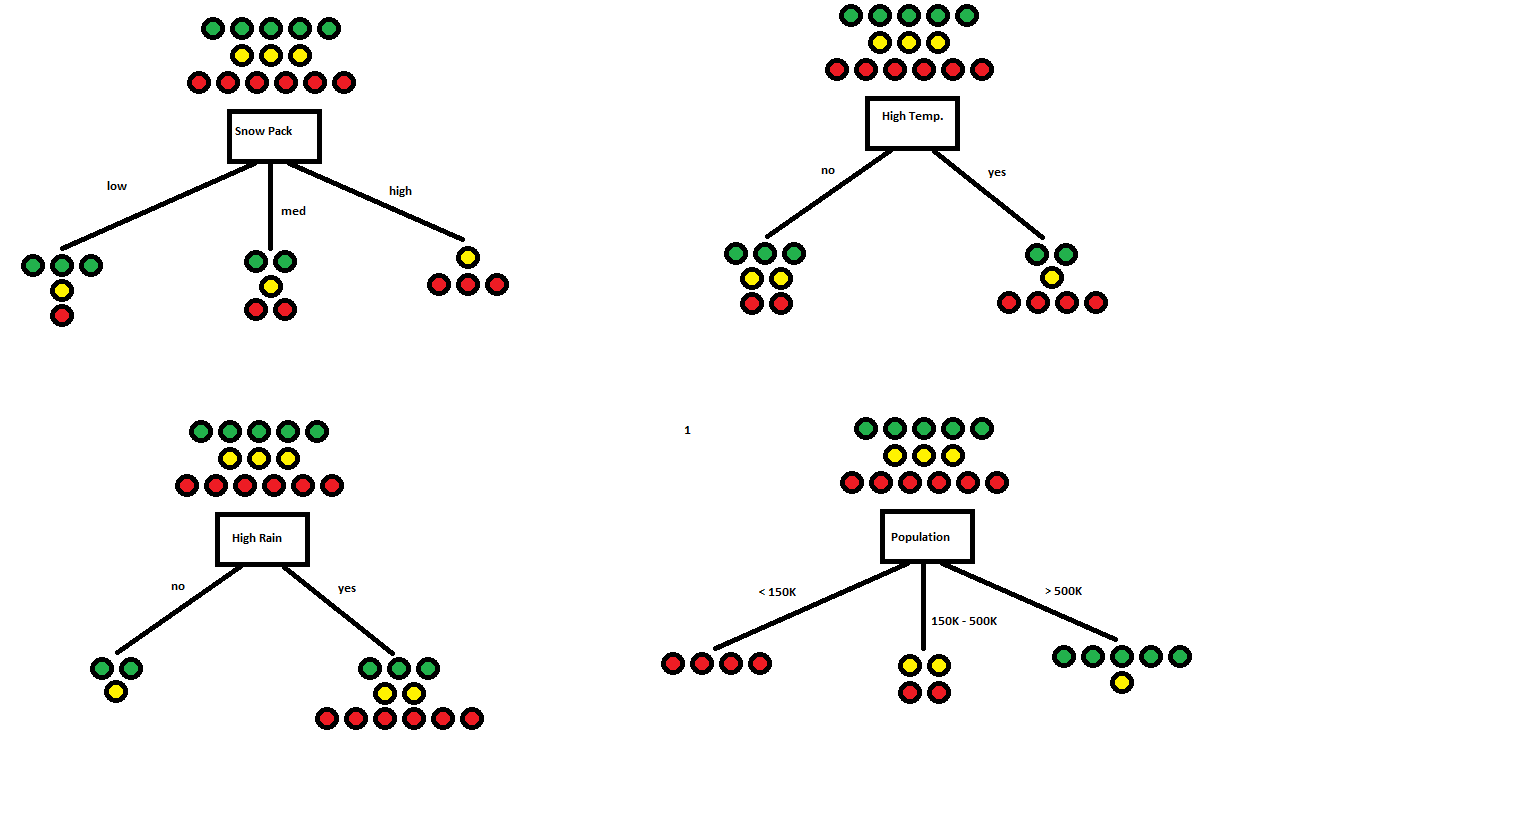 Snow Pack
low
med
high
High Temp.
no
yes
High Rain
no
yes
1
Population
< 150K
150K - 500K
> 500K